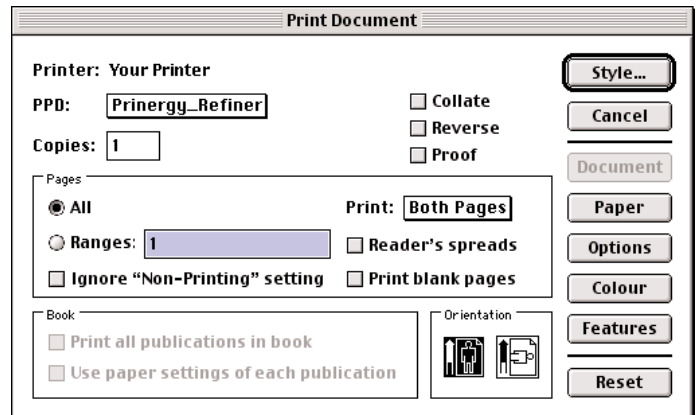 Print Document
Printer: Your Printer
Style...
PPD: Prinergy_Refiner
Collate
Cancel
Reverse
Copies: 1
Proof
Document
Pages
All
Print: Both Pages
Paper
Ranges: 1
Reader's spreads
Options
Ignore “Non-Printing” setting
Print blank pages
Colour
Book
Orientation
Features
Print all publications in book
Use paper settings of each publication
Reset